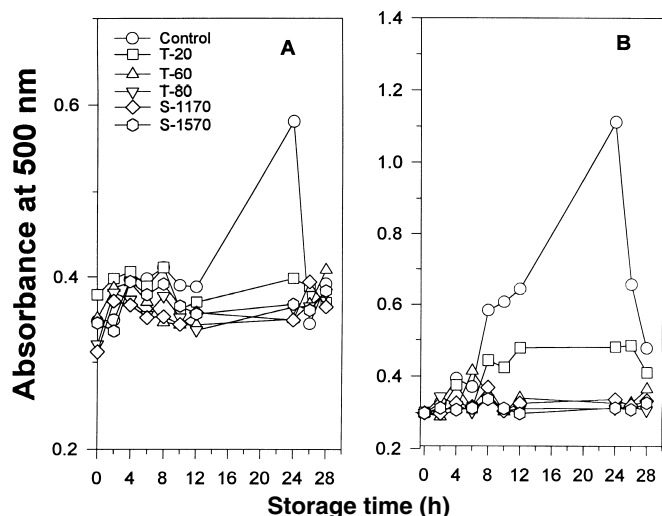 Absorbance at 500 nm
A
Control
T-20
T-60
T-80
S-1170
S-1570
0.6
0.4
0.2
0 4 8 12 16 20 24 28
B
1.4
1.2
1.0
0.8
0.6
0.4
0.2
0 4 8 12 16 20 24 28
Storage time (h)